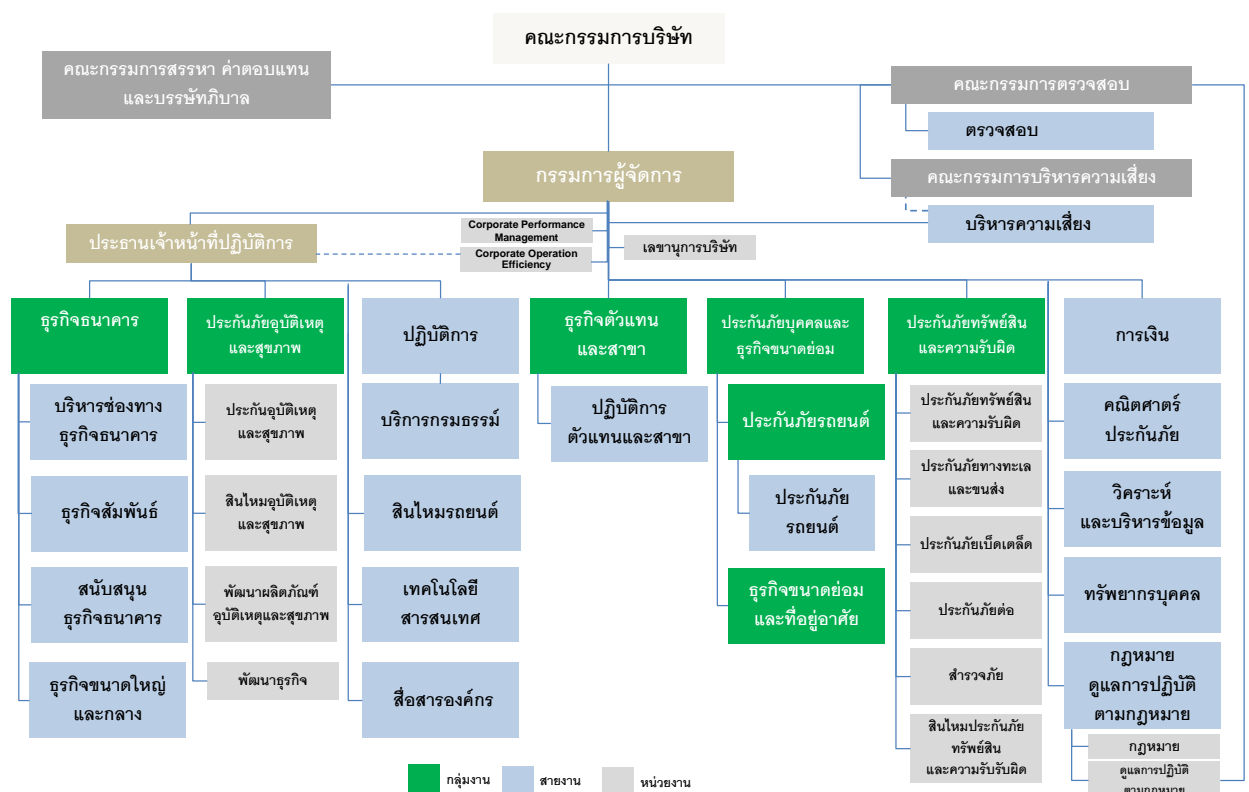 คณะกรรมการบริษัท
คณะกรรมการสรรหา ค่าตอบแทน
และบรรษัทภิบาล
คณะกรรมการตรวจสอบ
ตรวจสอบ
กรรมการผู้จัดการ
คณะกรรมการบริหารความเสี่ยง
บริหารความเสี่ยง
ประธานเจ้าหน้าที่ปฏิบัติการ
Corporate Performance
Management
Corporate Operation
Efficiency
เลขานุการบริษัท
ธุรกิจธนาคาร
ประกันภัยอุบัติเหตุ
และสุขภาพ
ปฏิบัติการ
ธุรกิจตัวแทน
และสาขา
ประกันภัยบุคคลและ
ธุรกิจขนาดย่อม
ประกันภัยทรัพย์สิน
และความรับผิด
การเงิน
บริหารช่องทาง
ธุรกิจธนาคาร
ธุรกิจสัมพันธ์
สนับสนุน
ธุรกิจธนาคาร
ธุรกิจขนาดใหญ่
และกลาง
ประกันอุบัติเหตุ
และสุขภาพ
สินไหมอุบัติเหตุ
และสุขภาพ
พัฒนาผลิตภัณฑ์
อุบัติเหตุและสุขภาพ
พัฒนาธุรกิจ
บริการกรมธรรม์
สินไหมรถยนต์
เทคโนโลยี
สารสนเทศ
สื่อสารองค์กร
ปฏิบัติการ
ตัวแทนและสาขา
ประกันภัยรถยนต์
ประกันภัย
รถยนต์
ธุรกิจขนาดย่อม
และที่อยู่อาศัย
ประกันภัยทรัพย์สิน
และความรับผิด
ประกันภัยทางทะเล
และขนส่ง
ประกันภัยเบ็ดเตล็ด
ประกันภัยต่อ
สำรวจภัย
สินไหมประกันภัย
ทรัพย์สิน
และความรับรับผิด
คณิตศาตร์
ประกันภัย
วิคราะห์
และบริหารข้อมูล
ทรัพยากรบุคคล
กฎหมาย
ดูแลการปฏิบัติ
ตามกฎหมาย
กฎหมาย
ดูแลการปฏิบัติ
ตามกฎหมาย
กลุ่มงาน
สายงาน
หน่วยงาน